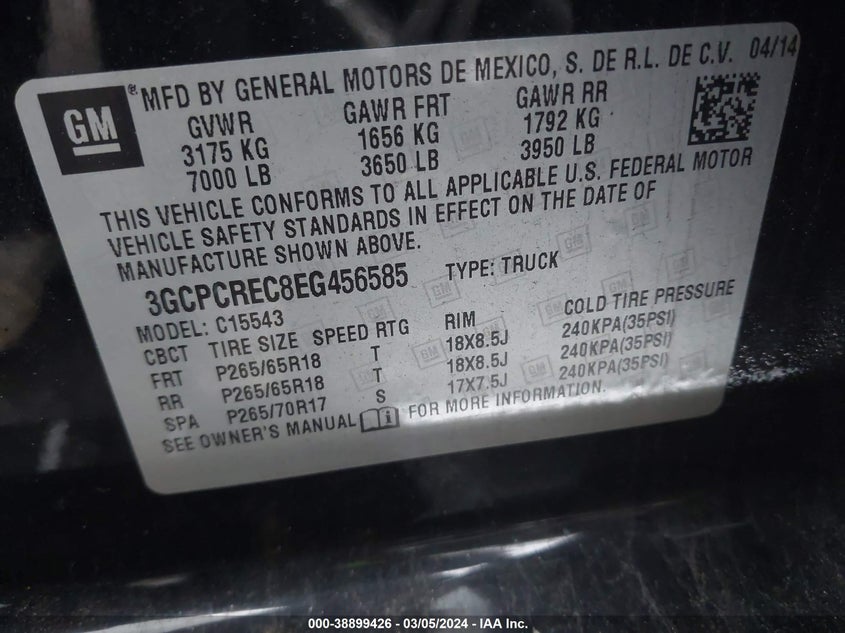 GM
® MFD BY GENERAL MOTORS DE MEXICO, S. DE R.L. DE C.V. 04/14
GVWR GAWR FRT GAWR RR
3175 KG 1656 KG 1792 KG
7000 LB 3650 LB 3950 LB
THIS VEHICLE CONFORMS TO ALL APPLICABLE U.S. FEDERAL MOTOR
VEHICLE SAFETY STANDARDS IN EFFECT ON THE DATE OF
MANUFACTURE SHOWN ABOVE.
3GCPCREC8EG456585 TYPE: TRUCK
MODEL: C15543
CBCT TIRE SIZE SPEED RTG RIM COLD TIRE PRESSURE
FRT P265/65R18 T 18X8.5J 240KPA(35PSI)
RR P265/65R18 T 18X8.5J 240KPA(35PSI)
SPA P265/70R17 S 17X7.5J 240KPA(35PSI)
SEE OWNER'S MANUAL FOR MORE INFORMATION.
000-38899426 - 03/05/2024 - IAA Inc.